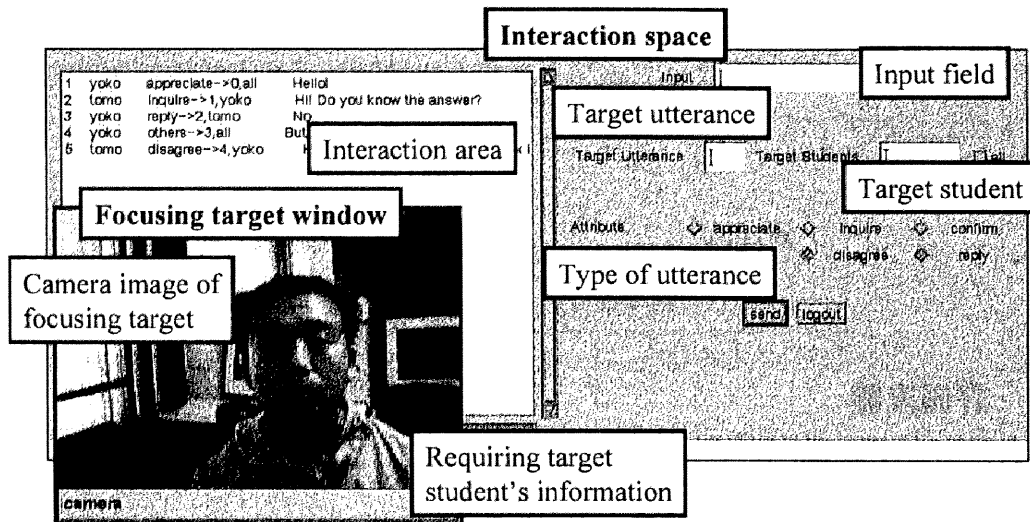 Interaction space
Input
Input field
1 yoko appreciate->0,all Hello!
2 tomo inquire->1,yoko Hi! Do you know the answer?
3 yoko reply->2,tomo No
4 yoko others->3,all But
5 tomo disagree->4,yoko
Interaction area
Target utterance
Target Utterance Target Students all
Target student
Focusing target window
Attribute appreciate inquire confirm
disagree reply
Camera image of
focusing target
Type of utterance
send logout
Requiring target
student's information
camera